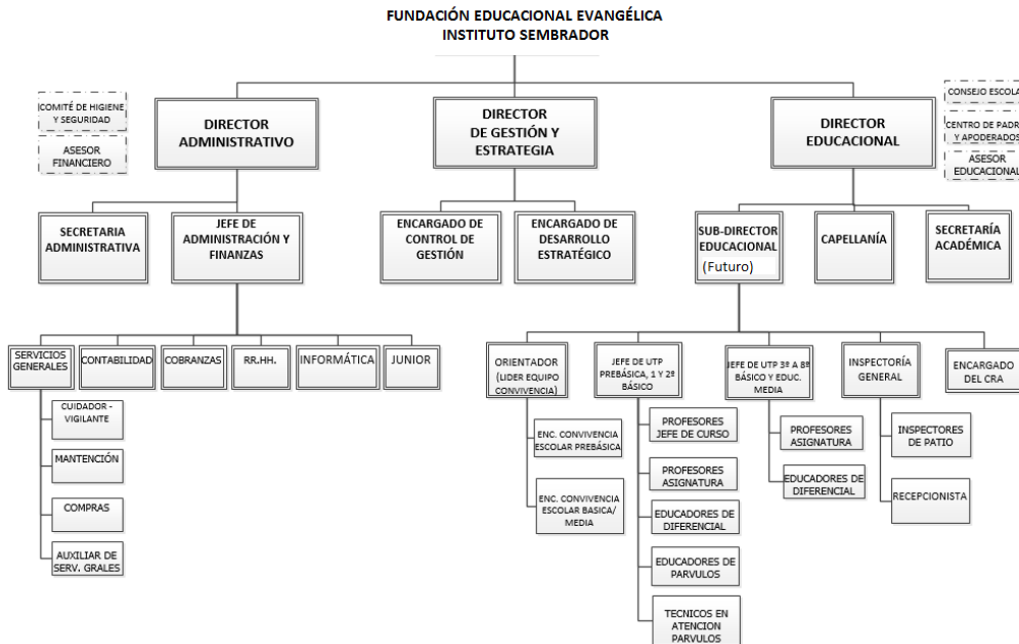 FUNDACIÓN EDUCACIONAL EVANGÉLICA
INSTITUTO SEMBRADOR
COMITÉ DE HIGIENE
Y SEGURIDAD
ASESOR
FINANCIERO
DIRECTOR
ADMINISTRATIVO
DIRECTOR
DE GESTIÓN Y
ESTRATEGIA
DIRECTOR
EDUCACIONAL
CONSEJO ESCOLA
CENTRO DE PADR
Y APODERADOS
ASESOR
EDUCACIONAL
SECRETARIA
ADMINISTRATIVA
JEFE DE
ADMINISTRACIÓN Y
FINANZAS
ENCARGADO DE
CONTROL DE
GESTIÓN
ENCARGADO DE
DESARROLLO
ESTRATÉGICO
SUB-DIRECTOR
EDUCACIONAL
(Futuro)
CAPELLANÍA
SECRETARÍA
ACADÉMICA
SERVICIOS
GENERALES
CONTABILIDAD
COBRANZAS
RR.HH.
INFORMÁTICA
JUNIOR
ORIENTADOR
(LIDER EQUIPO
CONVIVENCIA)
JEFE DE UTP
PREBÁSICA, 1 Y 2º
BÁSICO
JEFE DE UTP 3º A 8º
BÁSICO Y EDUC.
MEDIA
INSPECTORÍA
GENERAL
ENCARGADO
DEL CRA
CUIDADOR -
VIGILANTE
MANTENCIÓN
COMPRAS
AUXILIAR DE
SERV. GRALES
ENC. CONVIVENCIA
ESCOLAR PREBÁSICA
ENC. CONVIVENCIA
ESCOLAR BASICA/
MEDIA
PROFESORES
JEFE DE CURSO
PROFESORES
ASIGNATURA
EDUCADORES DE
DIFERENCIAL
EDUCADORES DE
PARVULOS
TECNICOS EN
ATENCION
PARVULOS
PROFESORES
ASIGNATURA
EDUCADORES DE
DIFERENCIAL
INSPECTORES
DE PATIO
RECEPCIONISTA